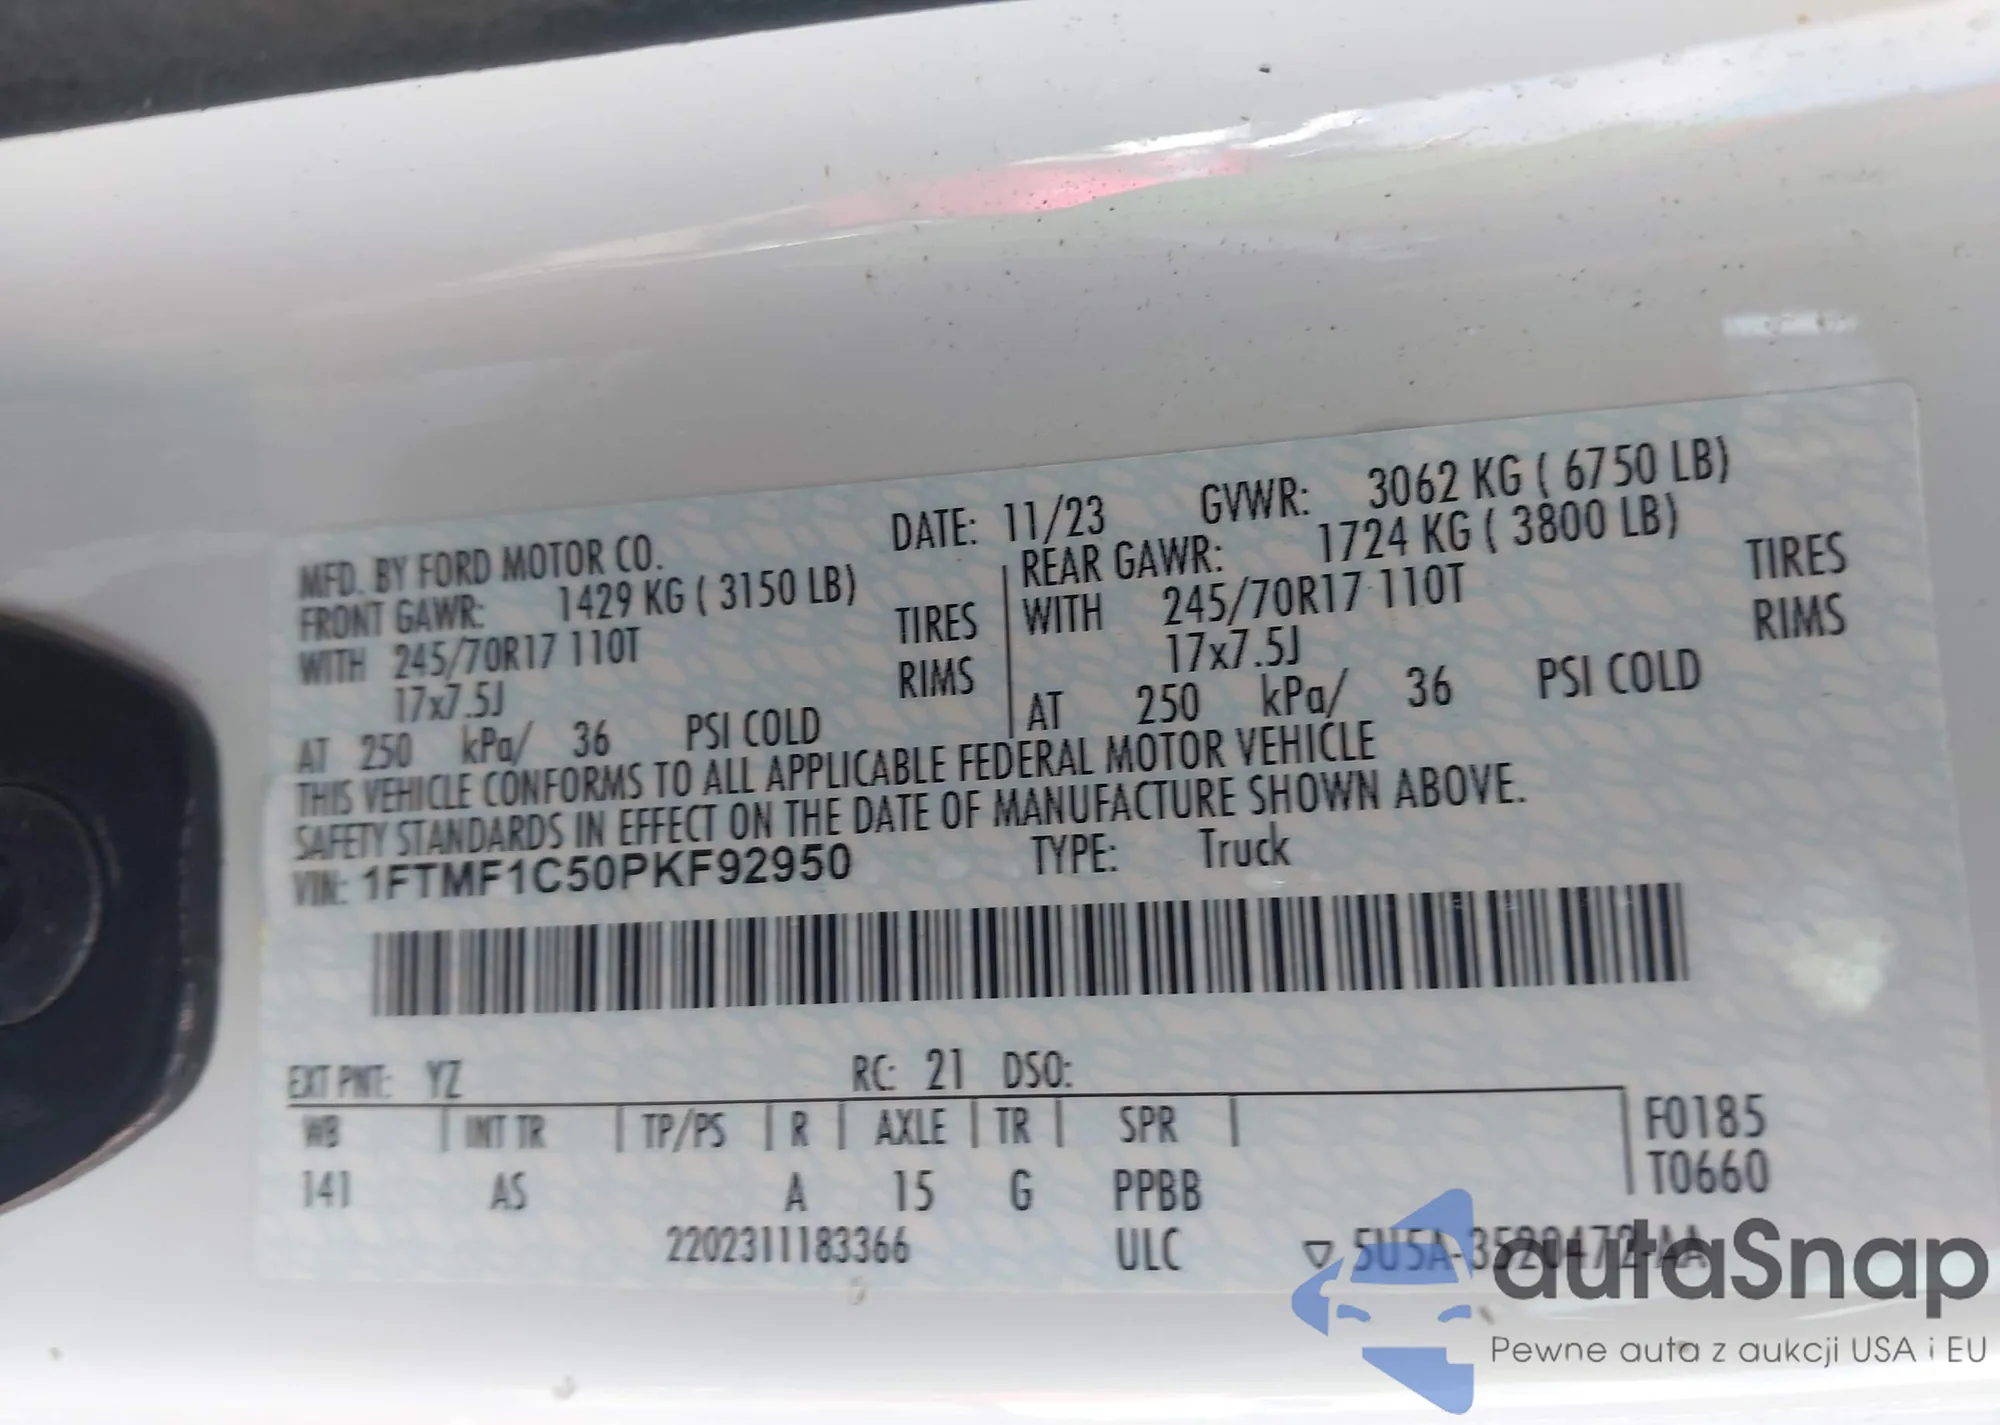 MFD. BY FORD MOTOR CO. DATE: 11/23 GVWR: 3062 KG ( 6750 LB)
FRONT GAWR: 1429 KG ( 3150 LB) REAR GAWR: 1724 KG ( 3800 LB)
WITH 245/70R17 110T TIRES WITH 245/70R17 110T TIRES
17x7.5J RIMS 17x7.5J RIMS
AT 250 kPa/ 36 PSI COLD AT 250 kPa/ 36 PSI COLD
THIS VEHICLE CONFORMS TO ALL APPLICABLE FEDERAL MOTOR VEHICLE
SAFETY STANDARDS IN EFFECT ON THE DATE OF MANUFACTURE SHOWN ABOVE.
VIN: 1FTMF1C50PKF92950 TYPE: Truck
EXT PNT: YZ RC: 21 DSO:
WB INT TR TP/PS R AXLE TR SPR F0185
141 AS A 15 G PPBB T0660
2202311183366 ULC ▽ 5U5A-3520472-AA
autaSnap
Pewne auta z aukcji USA i EU